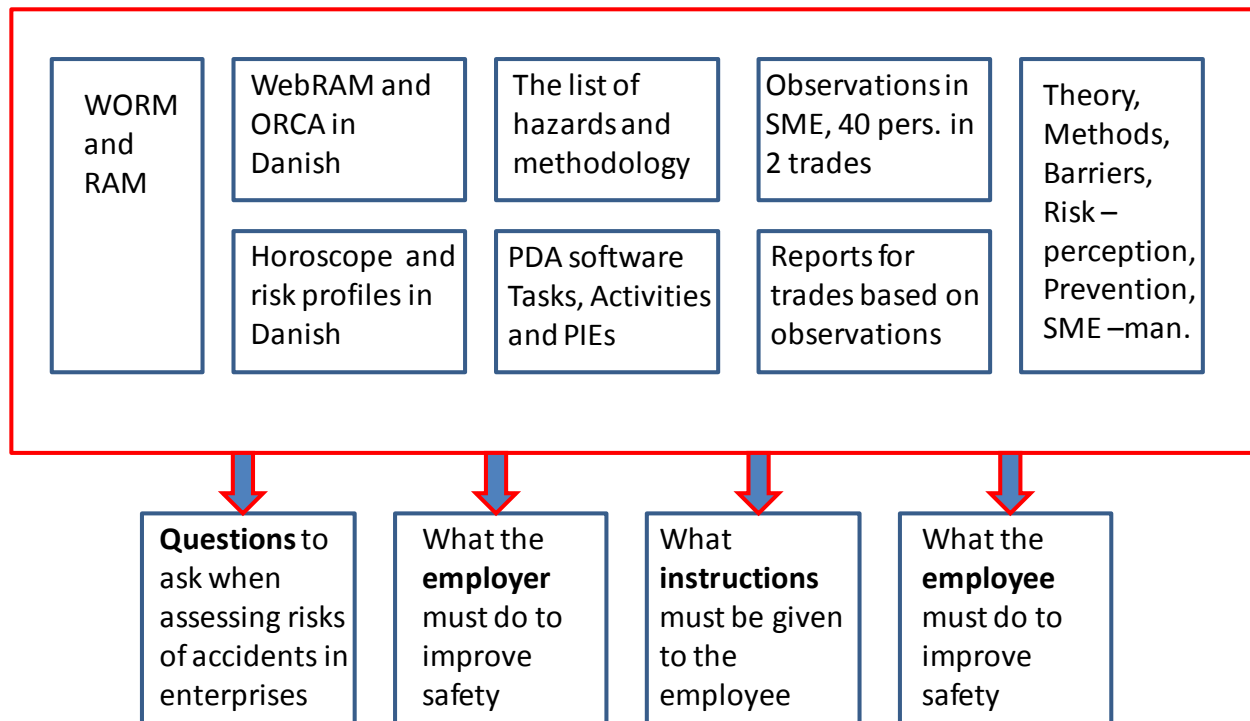 WORM
and
RAM
WebRAM and
ORCA in
Danish
The list of
hazards and
methodology
Observations in
SME, 40 pers. in
2 trades
Theory,
Methods,
Barriers,
Risk –
perception,
Prevention,
SME –man.
Horoscope and
risk profiles in
Danish
PDA software
Tasks, Activities
and PIEs
Reports for
trades based on
observations
Questions to
ask when
assessing risks
of accidents in
enterprises
What the
employer
must do to
improve
safety
What
instructions
must be given
to the
employee
What the
employee
must do to
improve
safety